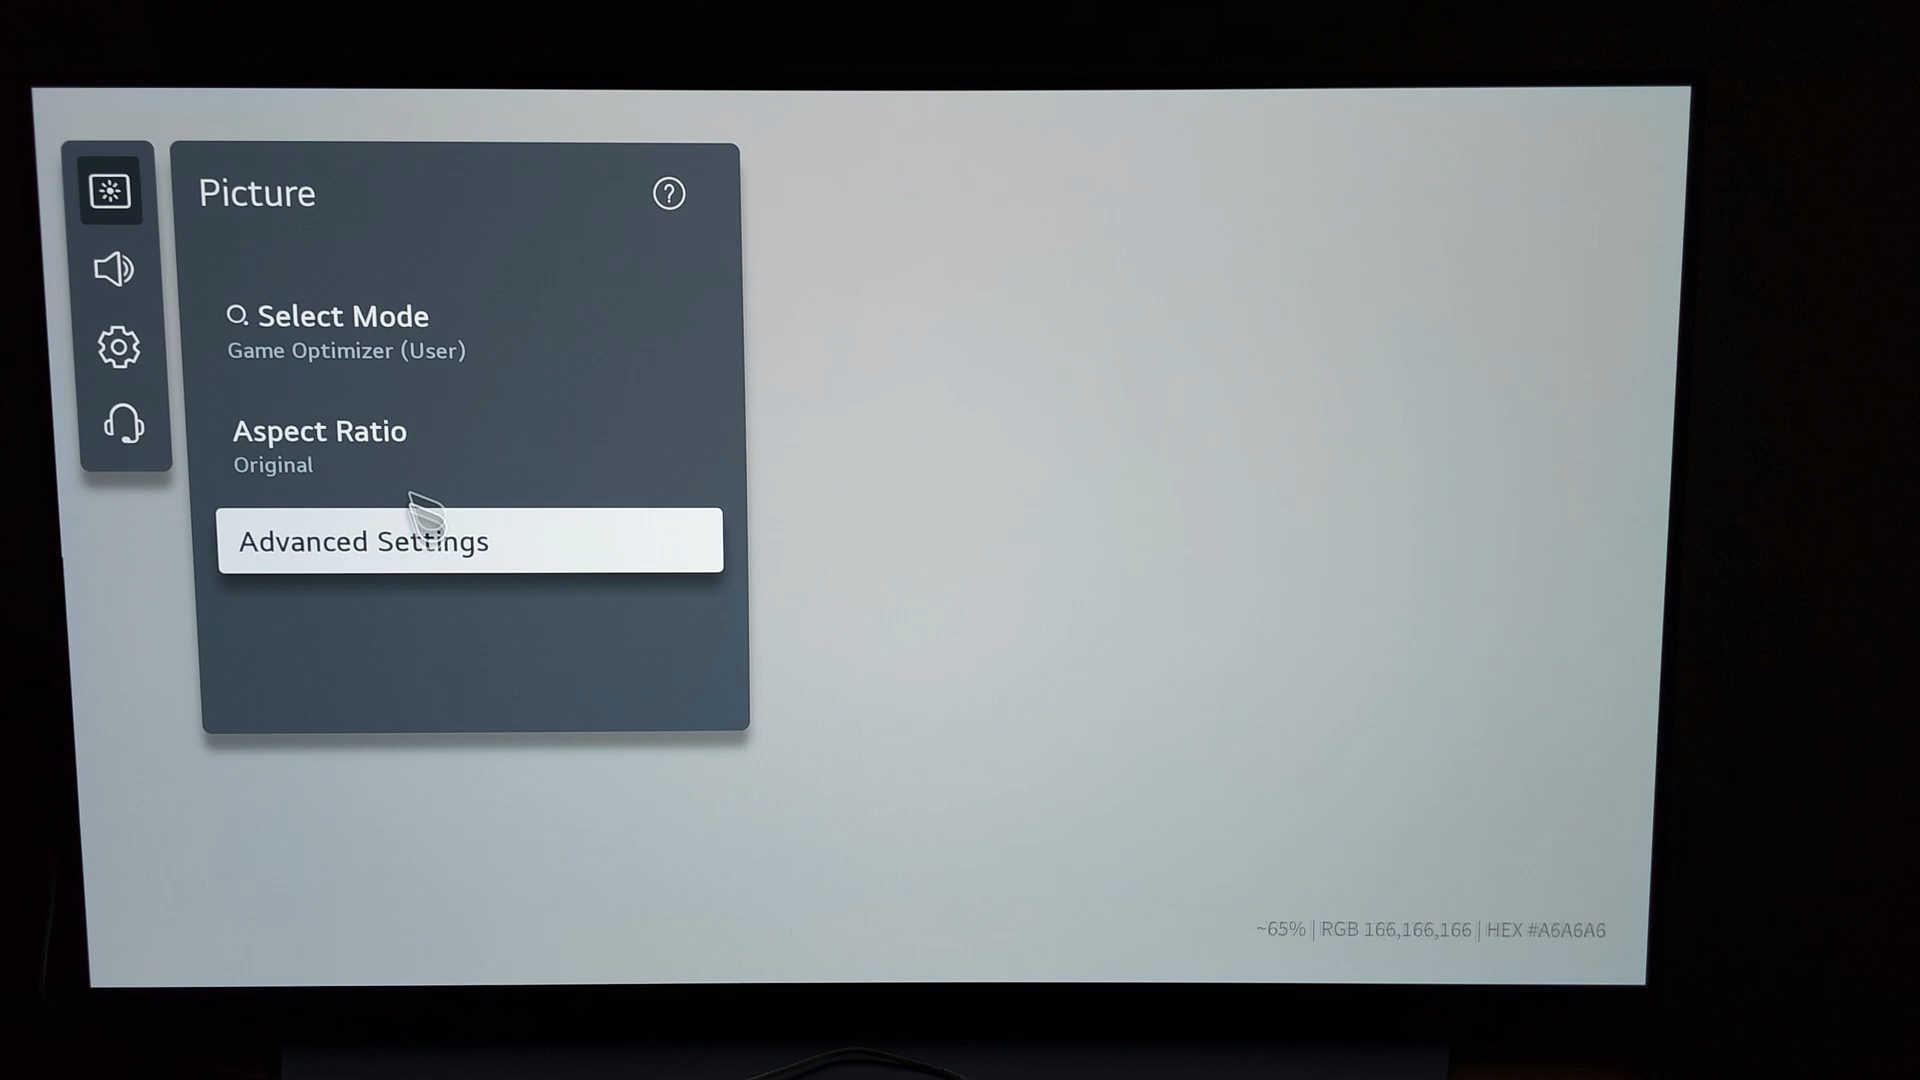 Picture
Select Mode
Game Optimizer (User)
Aspect Ratio
Original
Advanced Settings
~65% | RGB 166,166,166 | HEX #A6A6A6